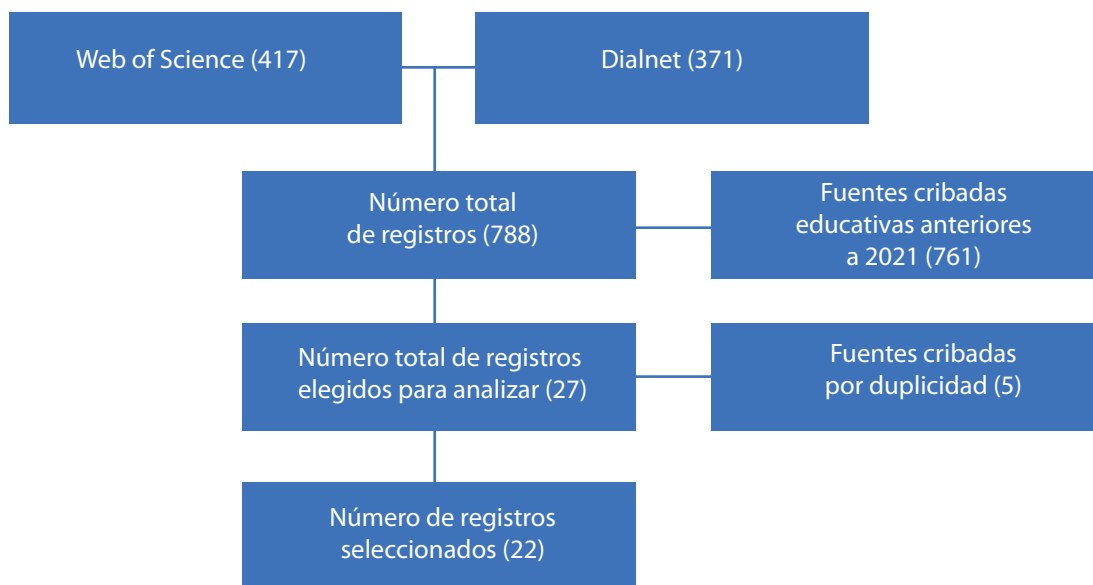 Web of Science (417)
Dialnet (371)
Número total
de registros (788)
Fuentes cribadas
educativas anteriores
a 2021 (761)
Número total de registros
elegidos para analizar (27)
Fuentes cribadas
por duplicidad (5)
Número de registros
seleccionados (22)